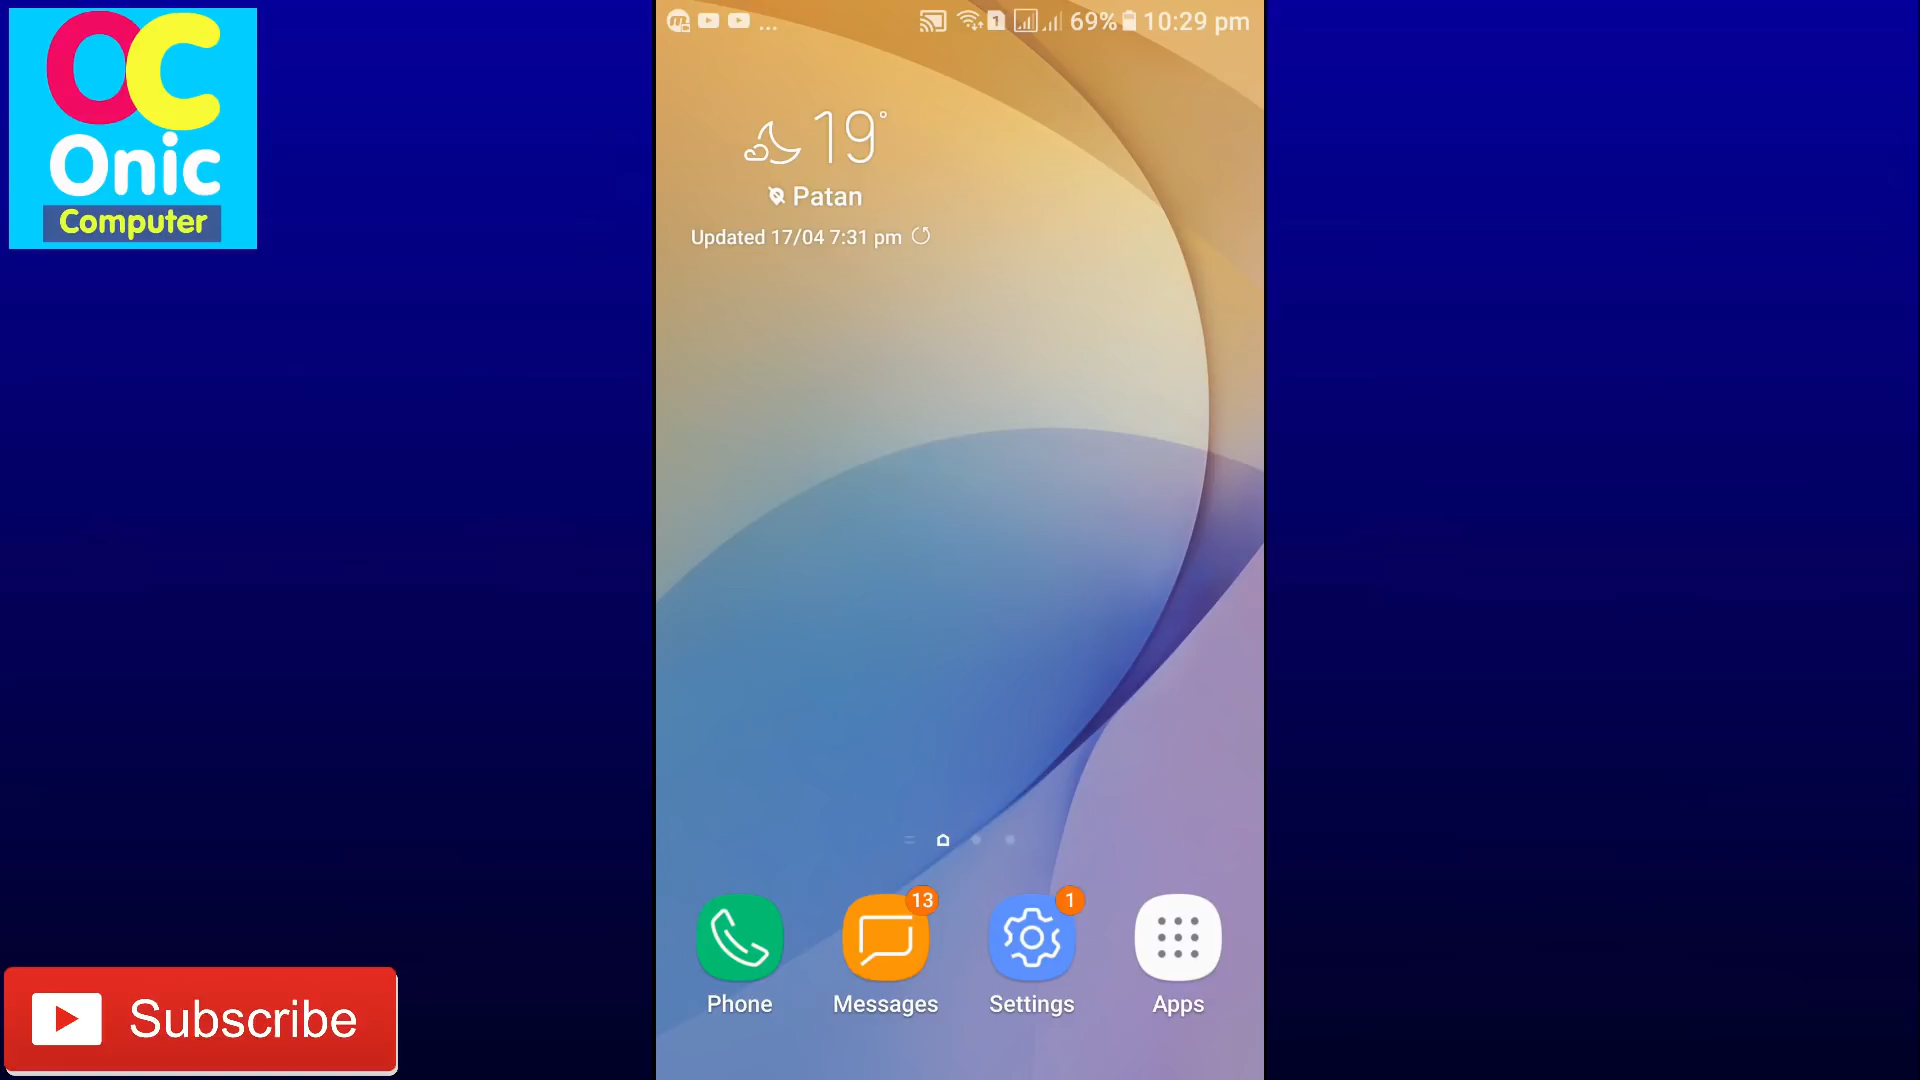 OC
Onic
Computer
... 1 69% 10:29 pm
19°
Patan
Updated 17/04 7:31 pm
13
1
Phone
Messages
Settings
Apps
Subscribe